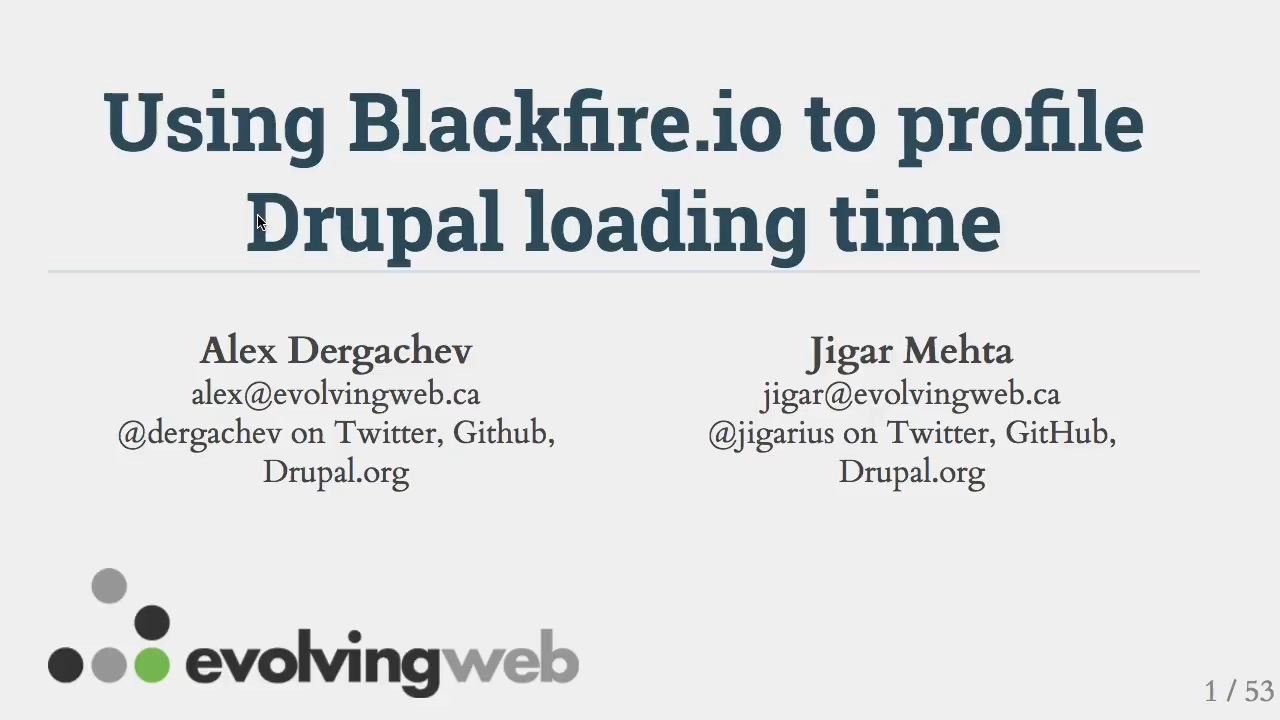 Using Blackfire.io to profile
Drupal loading time
Alex Dergachev
alex@evolvingweb.ca
@dergachev on Twitter, Github,
Drupal.org
Jigar Mehta
jigar@evolvingweb.ca
@jigarius on Twitter, GitHub,
Drupal.org
evolvingweb
1 / 53